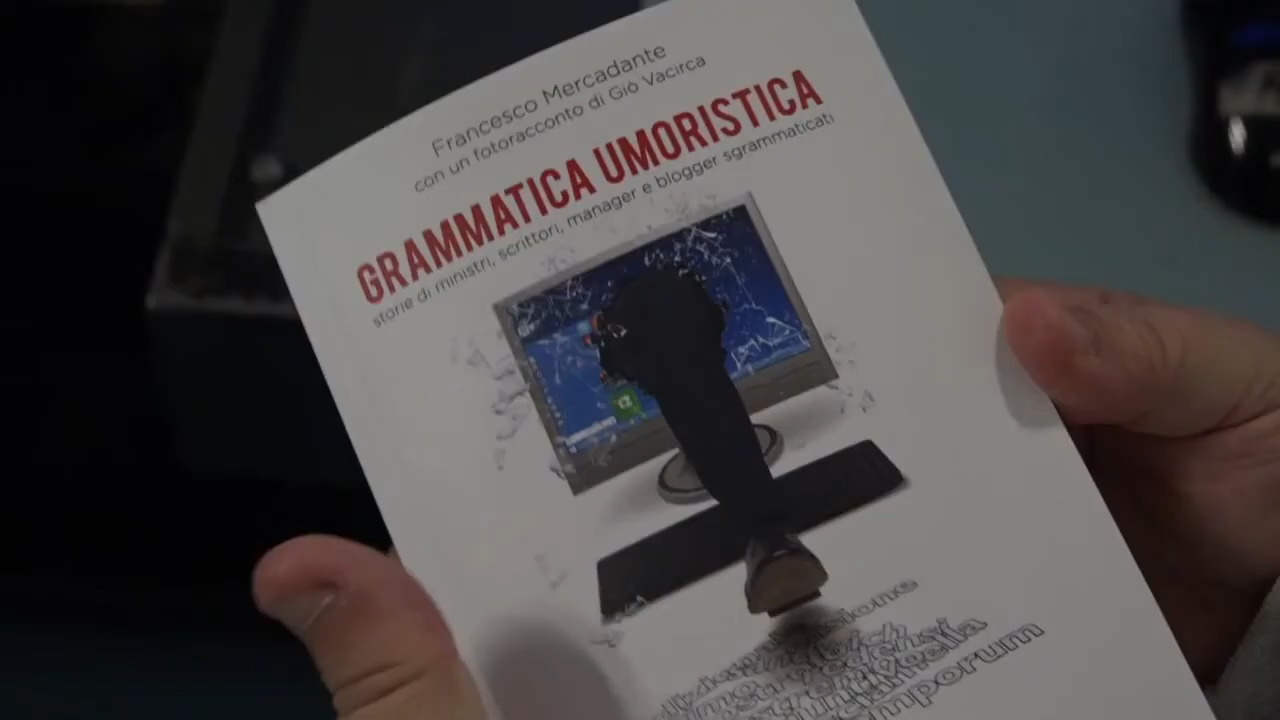 Francesco Mercadante
con un fotoracconto di Giò Vacirca
GRAMMATICA UMORISTICA
storie di ministri, scrittori, manager e blogger sgrammaticati